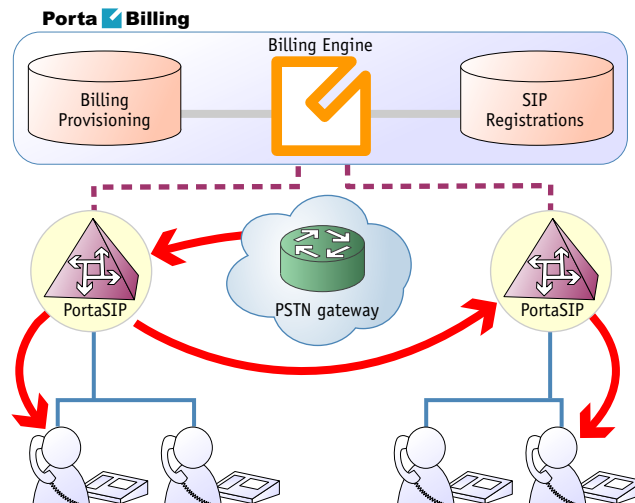 Porta Billing
Billing Engine
Billing
Provisioning
SIP
Registrations
PortaSIP
PSTN gateway
PortaSIP